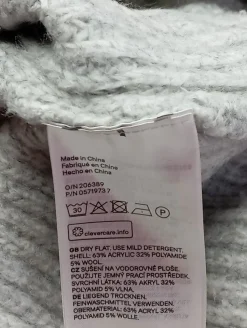 Made in China
Fabriqué en Chine
Hecho en China
O/N 206389
P/N 0571973 7
30
P
clevercare.info
GB DRY FLAT, USE MILD DETERGENT.
SHELL: 63% ACRYLIC 32% POLYAMIDE
5% WOOL
CZ SUŠENÍ NA VODOROVNÉ PLOŠE,
POUŽIJTE JEMNÝ PRACÍ PROSTŘEDEK.
SVRCHNÍ LÁTKA: 63% AKRYL 32%
POLYAMID 5% VLNA.
DE LIEGEND TROCKNEN,
FEINWASCHMITTEL VERWENDEN.
OBERMATERIAL: 63% ACRYL 32%
POLYAMID 5% WOLLE.